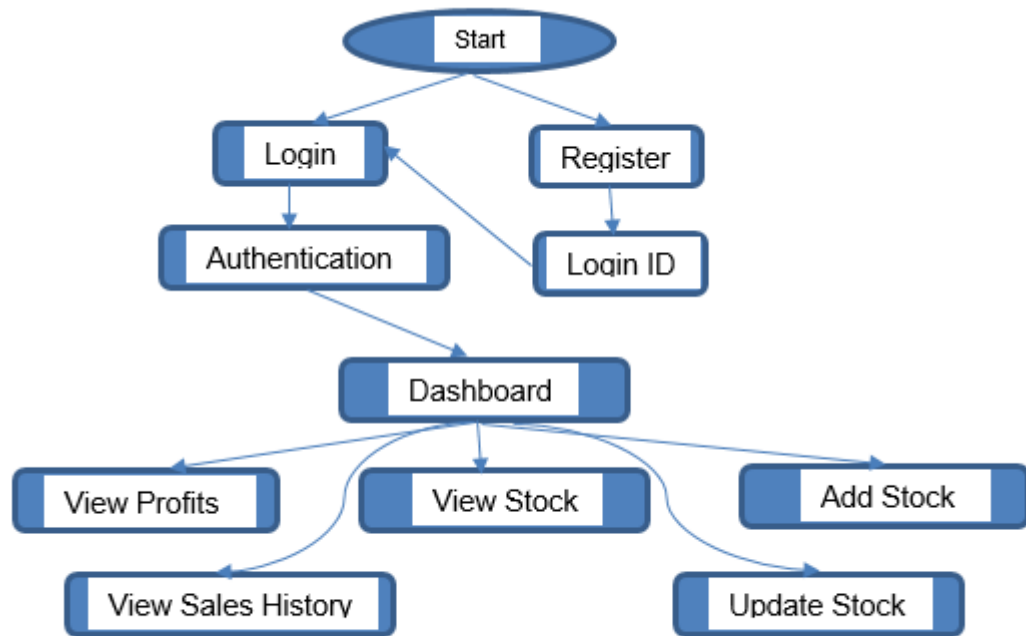 Start
Login
Register
Authentication
Login ID
Dashboard
View Profits
View Stock
Add Stock
View Sales History
Update Stock